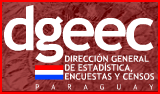 dgeec
DIRECCIÓN GENERAL
DE ESTADÍSTICA,
ENCUESTAS Y CENSOS
PARAGUAY